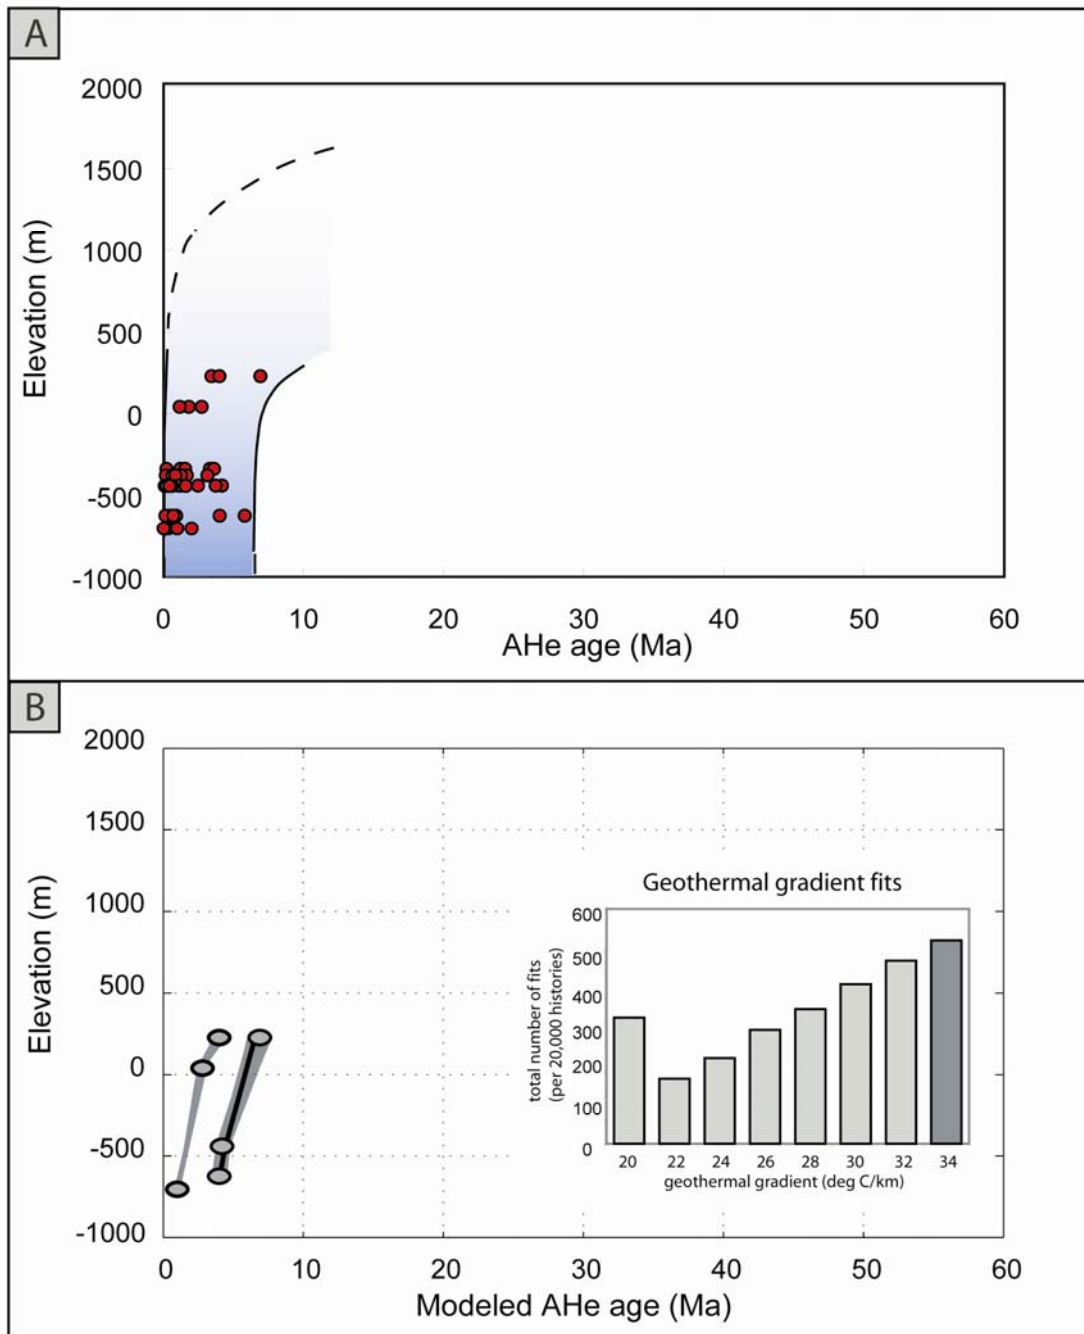 A
2000
1500
1000
500
0
-500
-1000
Elevation (m)
0 10 20 30 40 50 60
AHe age (Ma)
B
2000
1500
1000
500
0
-500
-1000
Elevation (m)
Geothermal gradient fits
600
500
400
300
200
100
0
total number of fits
(per 20,000 histories)
20 22 24 26 28 30 32 34
geothermal gradient (deg C/km)
0 10 20 30 40 50 60
Modeled AHe age (Ma)